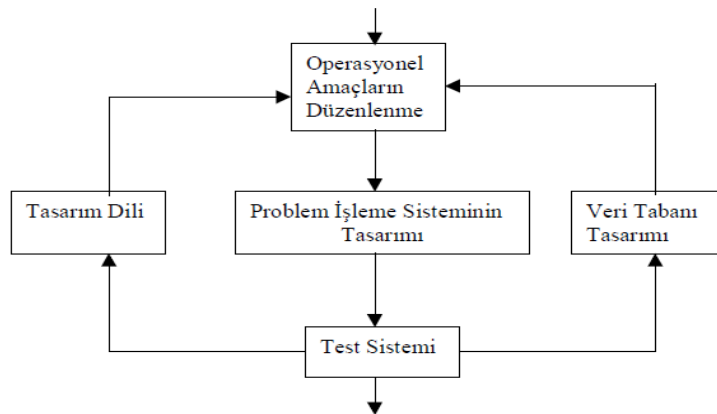 Operasyonel
Amaçların
Düzenlenme
Tasarım Dili
Problem İşleme Sisteminin
Tasarımı
Veri Tabanı
Tasarımı
Test Sistemi